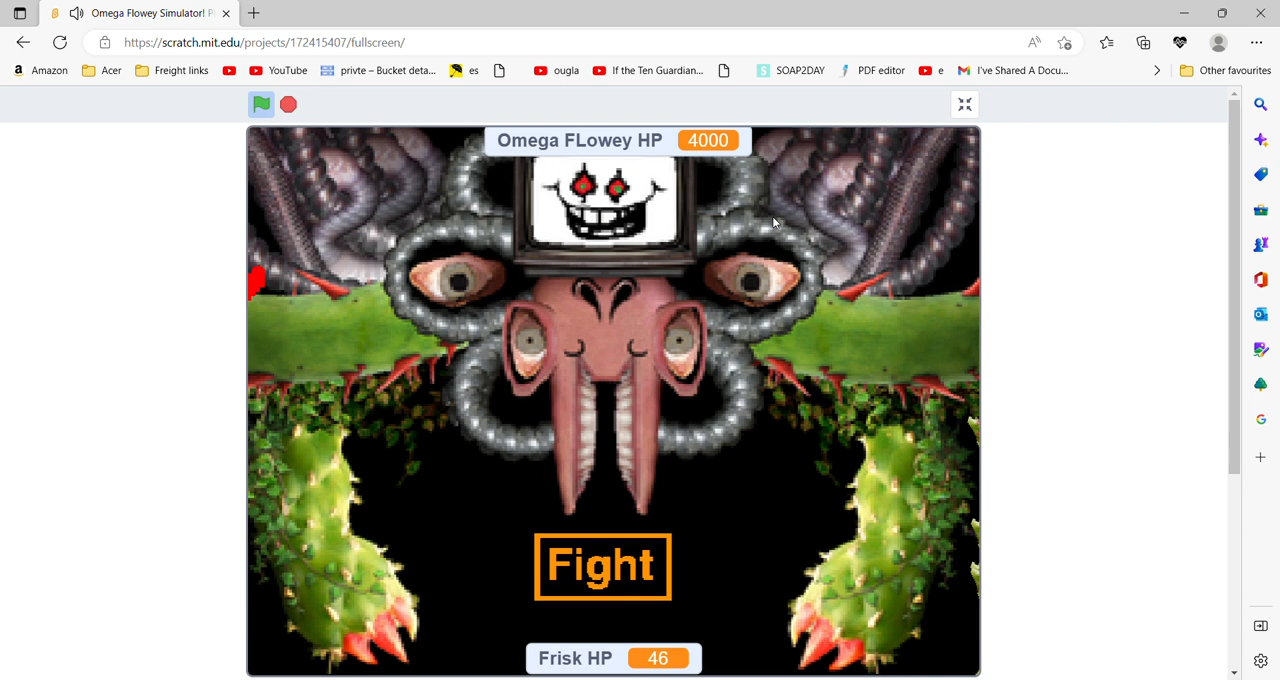 Omega Flowey Simulator! P
https://scratch.mit.edu/projects/172415407/fullscreen/
Amazon Acer Freight links YouTube privte – Bucket deta... es ougla If the Ten Guardian... SOAP2DAY PDF editor e I've Shared A Docu... Other favourites
Omega FLowey HP 4000
Fight
Frisk HP 46